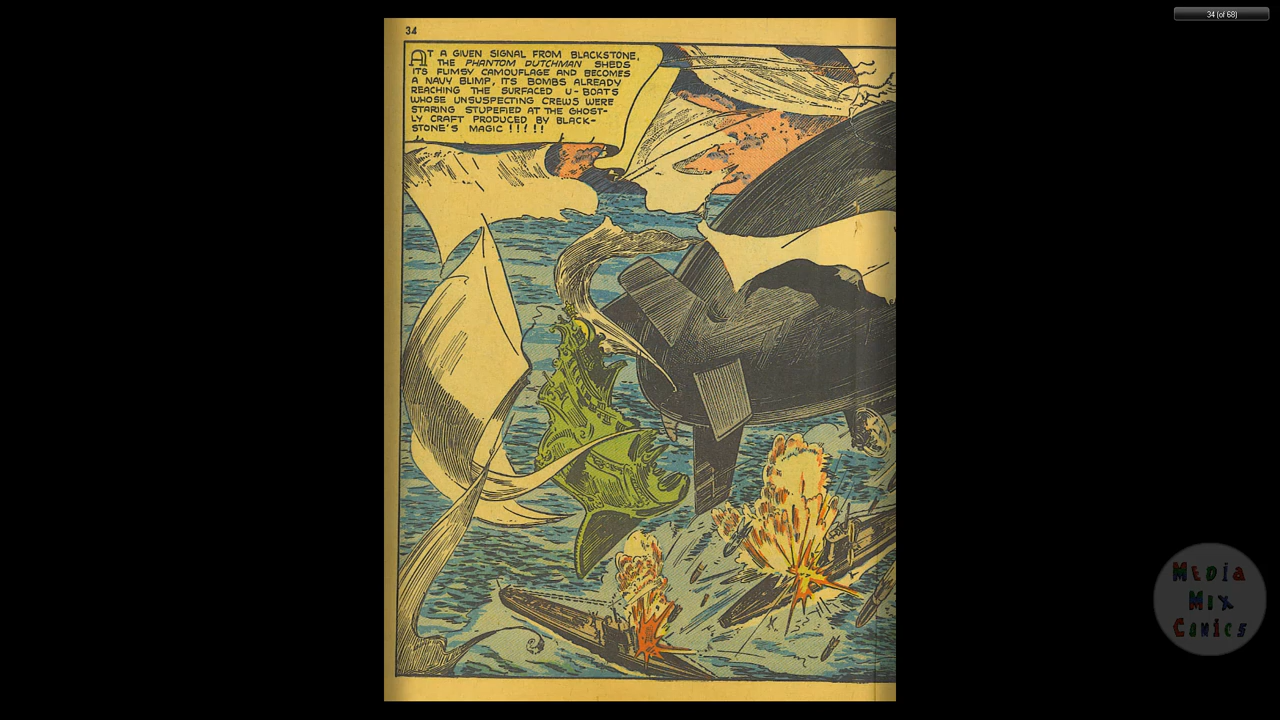 34 (of 68)
34
AT A GIVEN SIGNAL FROM BLACKSTONE,
THE PHANTOM DUTCHMAN SHEDS
ITS FLIMSY CAMOUFLAGE AND BECOMES
A NAVY BLIMP, ITS BOMBS ALREADY
REACHING THE SURFACED U-BOATS
WHOSE UNSUSPECTING CREWS WERE
STARING STUPEFIED AT THE GHOST-
LY CRAFT PRODUCED BY BLACK-
STONE'S MAGIC !!!!!
MeDia
Mix
Comics